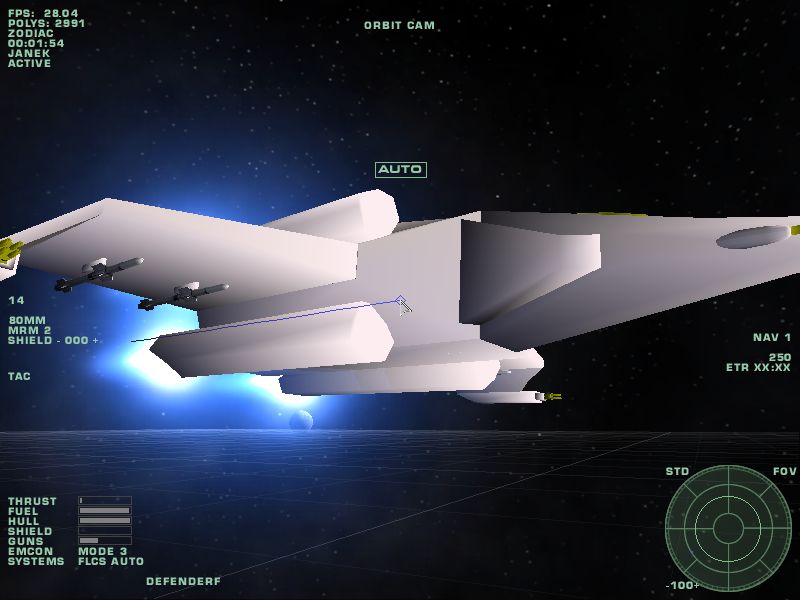 FPS: 28.04
POLYS: 2991
ZODIAC
00:01:54
JANEK
ACTIVE
ORBIT CAM
AUTO
14
80MM
MRM 2
SHIELD - 000 +
TAC
NAV 1
250
ETR XX:XX
STD
FOV
-100+
THRUST
FUEL
HULL
SHIELD
GUNS
EMCON MODE 3
SYSTEMS FLCS AUTO
DEFENDERF